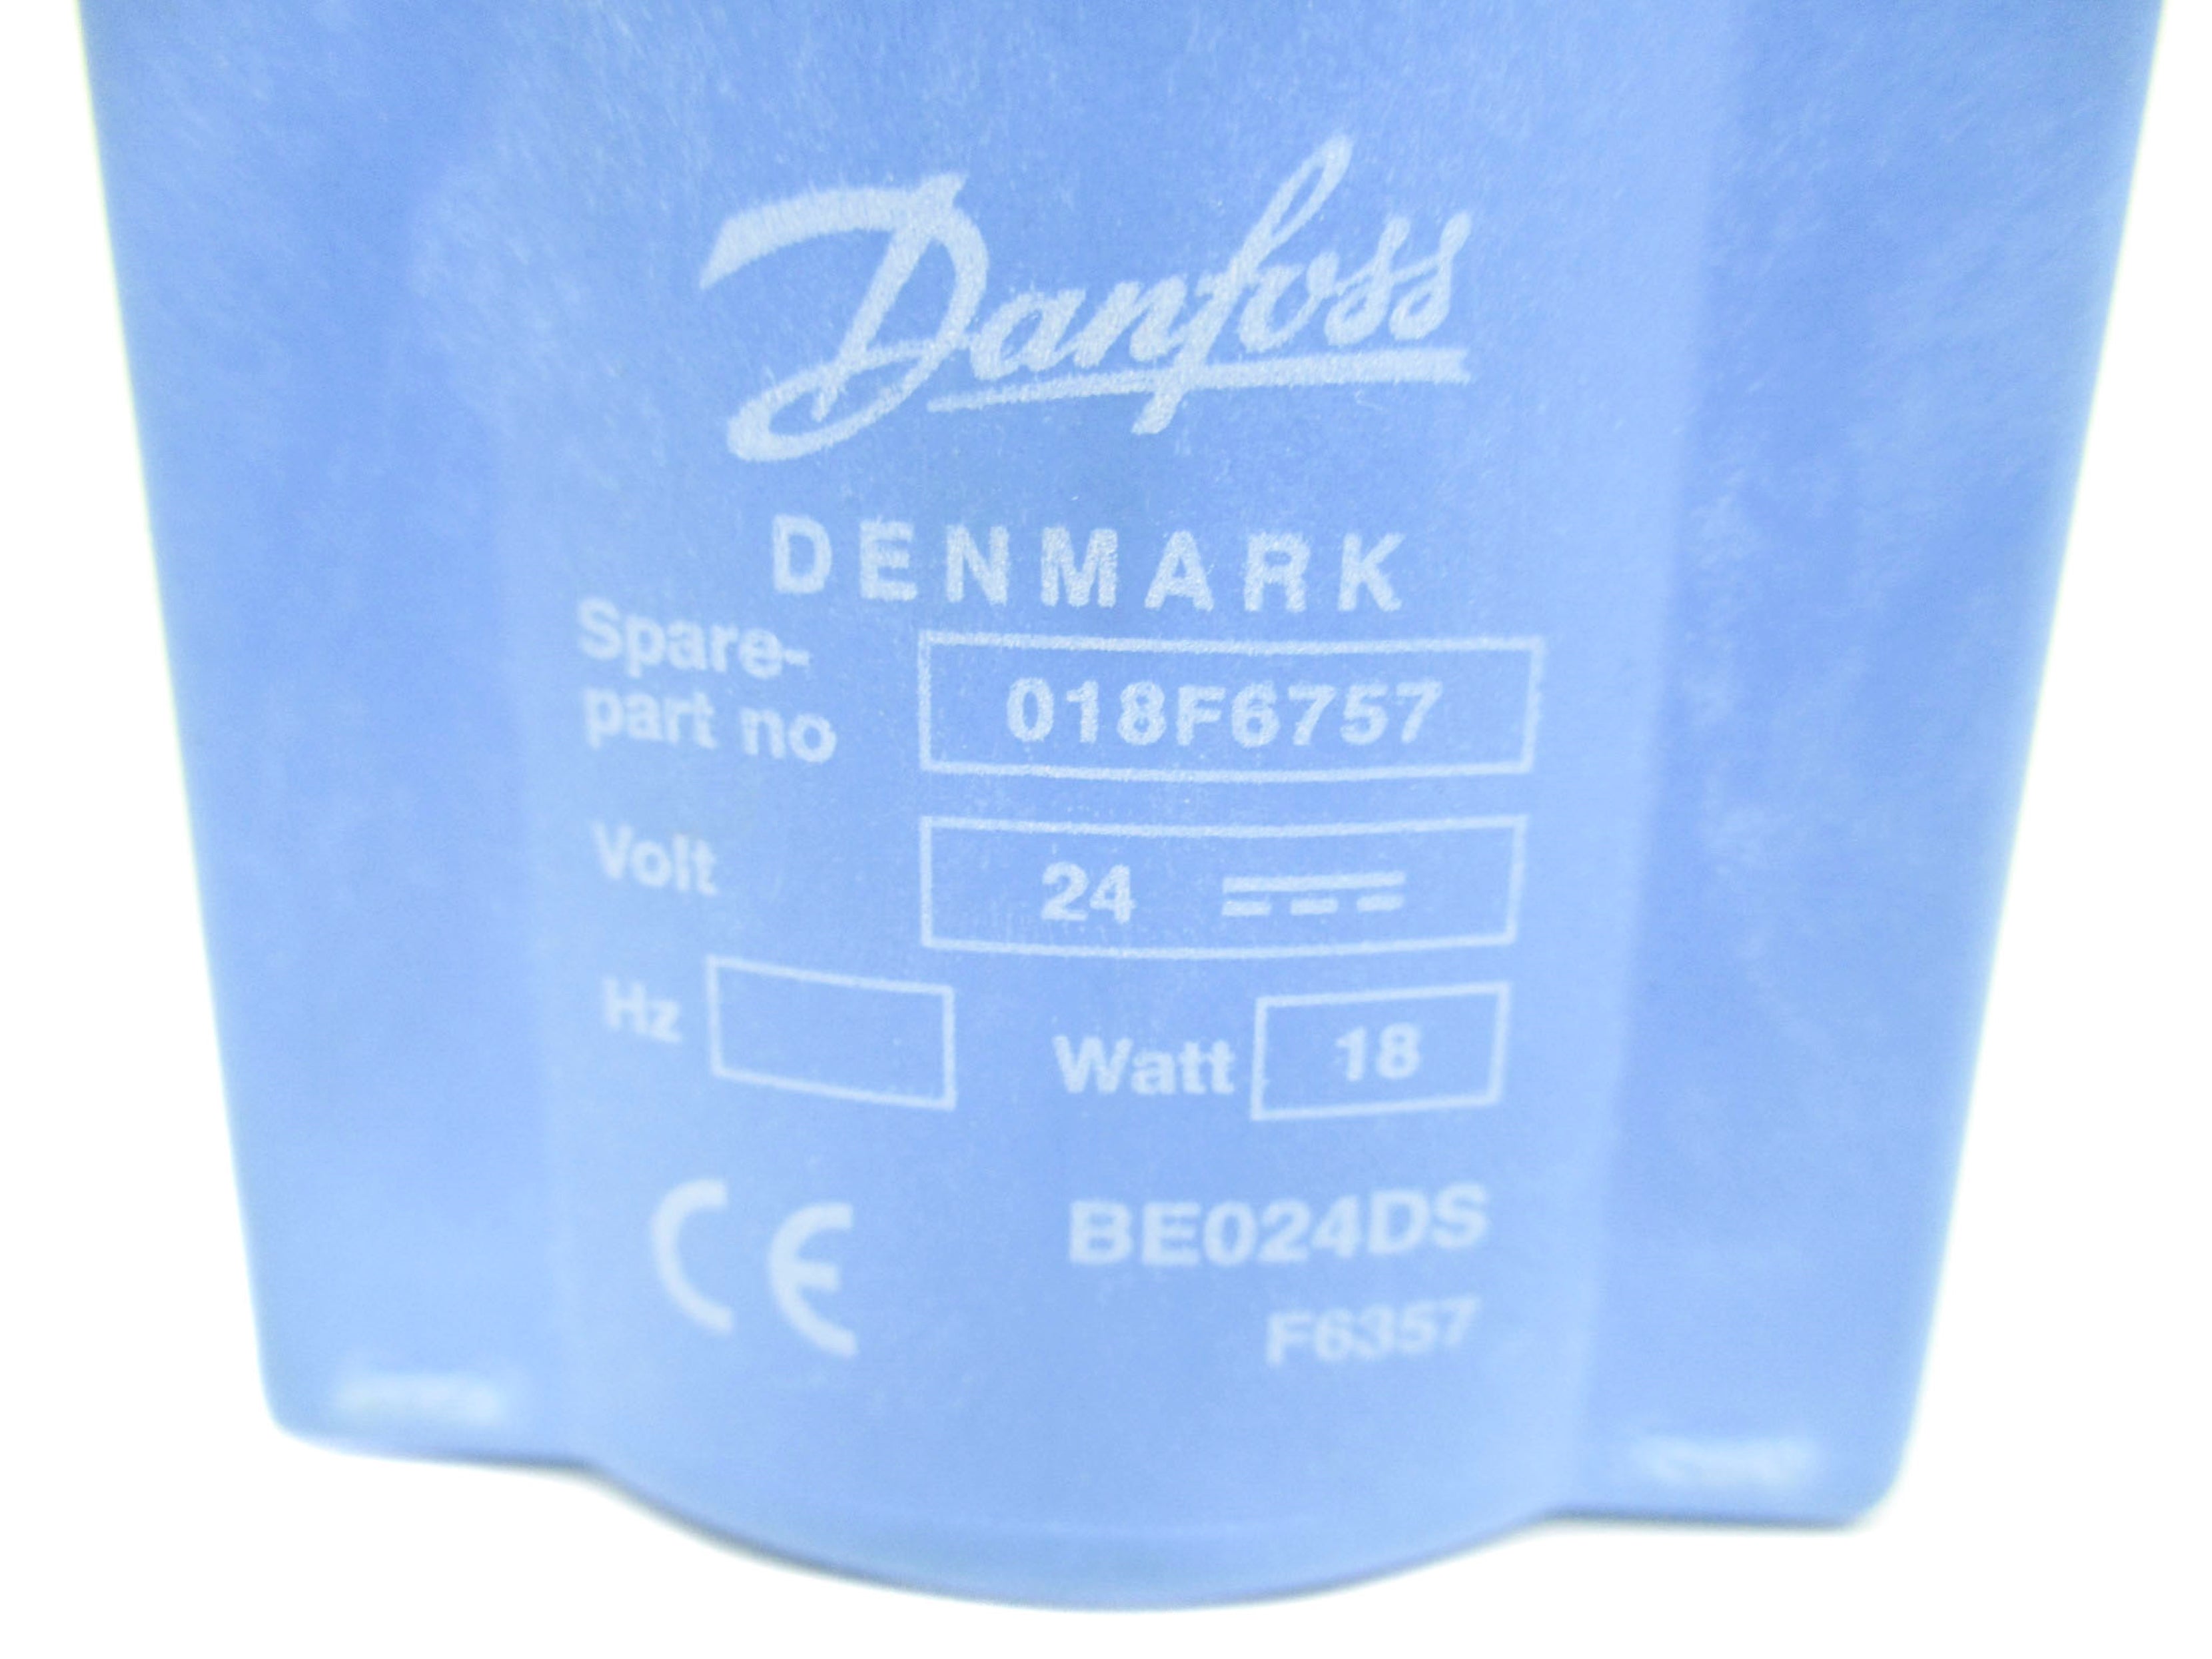 Danfoss
DENMARK
Spare-
part no
018F6757
Volt
24
Hz
Watt
18
CE
BE024DS
F6357